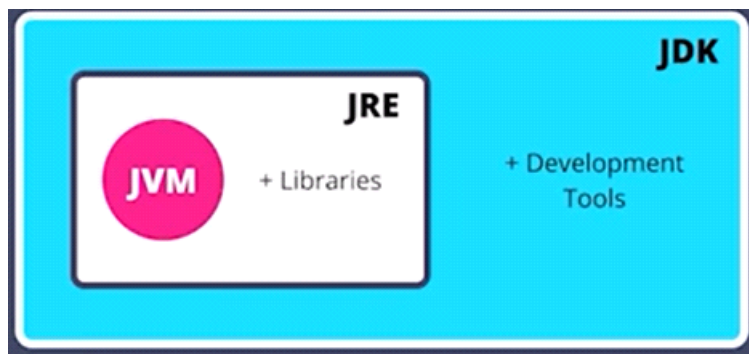 JDK
JRE
JVM
+ Libraries
+ Development
Tools